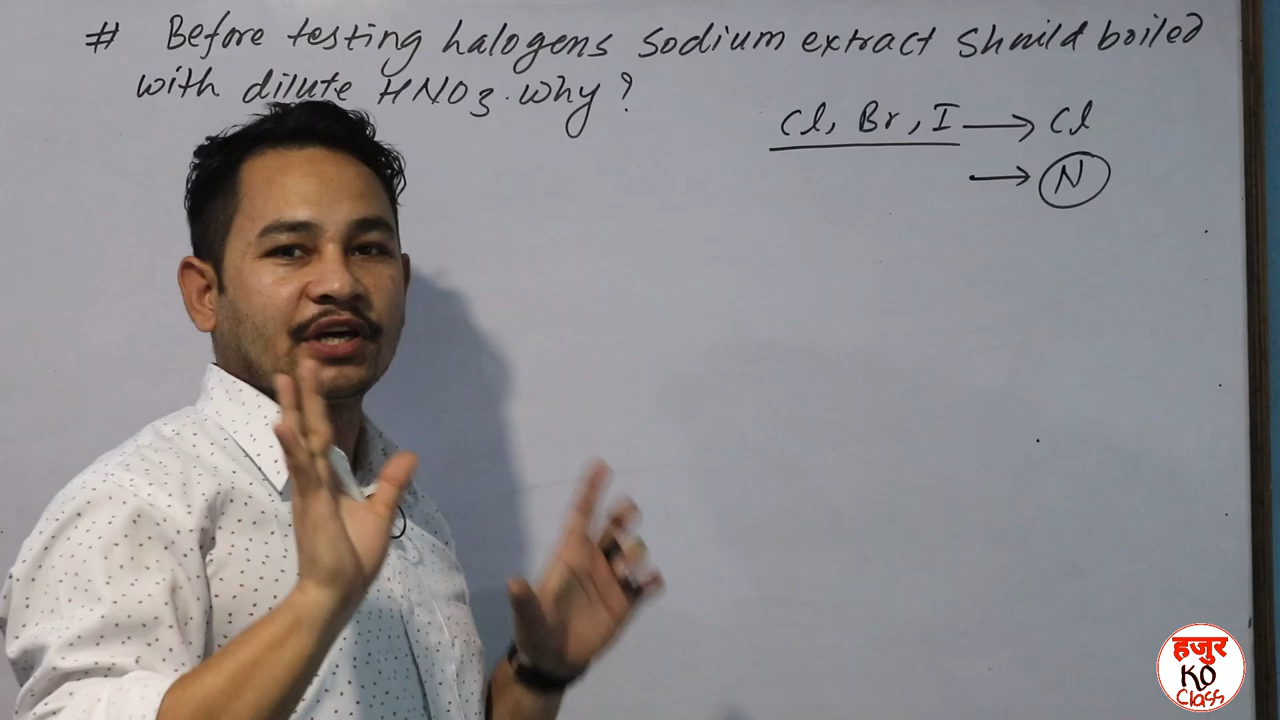 # Before testing halogens sodium extract should boiled
with dilute HNO3. why?
Cl, Br, I → Cl
→ N
हजुर
KO
Class